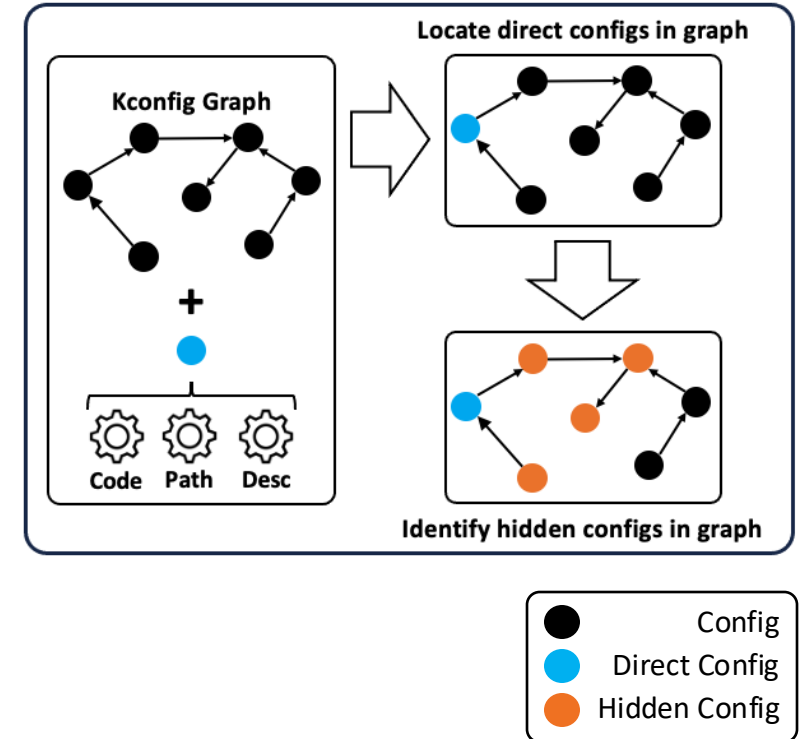 Locate direct configs in graph
Kconfig Graph
+
Code Path Desc
Identify hidden configs in graph
Config
Direct Config
Hidden Config